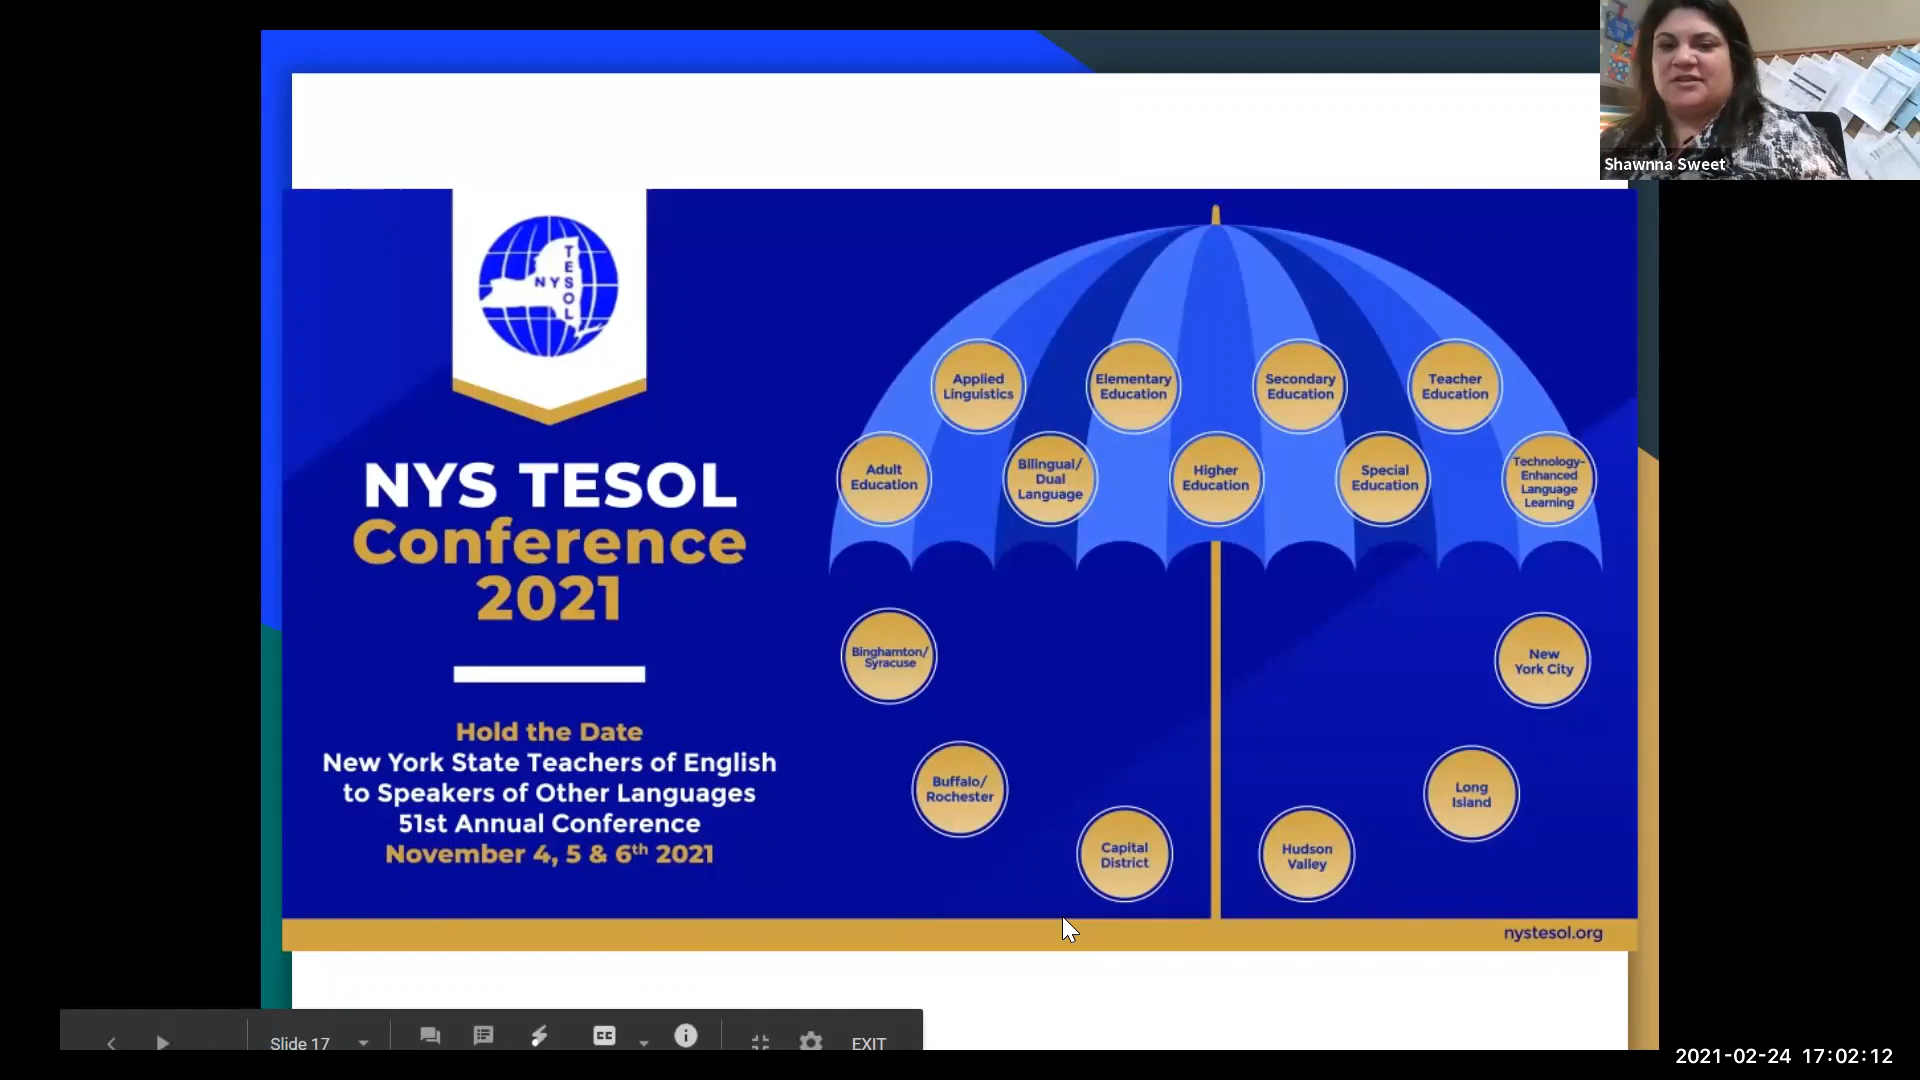 Shawnna Sweet
NYS
TESOL
NYS TESOL
Conference
2021
Hold the Date
New York State Teachers of English
to Speakers of Other Languages
51st Annual Conference
November 4, 5 & 6th 2021
Applied
Linguistics
Elementary
Education
Secondary
Education
Teacher
Education
Adult
Education
Bilingual/
Dual
Language
Higher
Education
Special
Education
Technology-
Enhanced
Language
Learning
Binghamton/
Syracuse
New
York City
Buffalo/
Rochester
Long
Island
Capital
District
Hudson
Valley
nystesol.org
Slide 17
CC
EXIT
2021-02-24 17:02:12